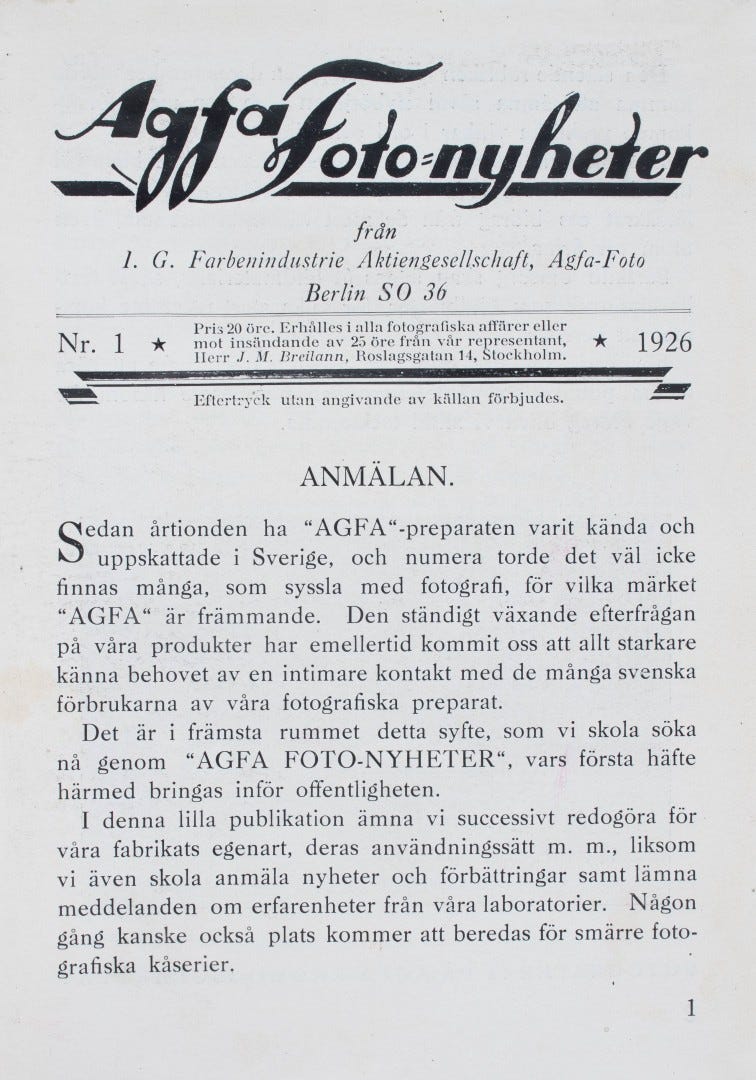 Agfa Foto=nyheter
från
I. G. Farbenindustrie Aktiengesellschaft, Agfa-Foto
Berlin SO 36
Nr. 1 ★ Pris 20 öre. Erhålles i alla fotografiska affärer eller
mot insändande av 25 öre från vår representant,
Herr J. M. Breilann, Roslagsgatan 14, Stockholm. ★ 1926
Eftertryck utan angivande av källan förbjudes.
ANMÄLAN.
Sedan årtionden ha “AGFA“-preparaten varit kända och
uppskattade i Sverige, och numera torde det väl icke
finnas många, som syssla med fotografi, för vilka märket
“AGFA“ är främmande. Den ständigt växande efterfrågan
på våra produkter har emellertid kommit oss att allt starkare
känna behovet av en intimare kontakt med de många svenska
förbrukarna av våra fotografiska preparat.
Det är i främsta rummet detta syfte, som vi skola söka
nå genom “AGFA FOTO-NYHETER“, vars första häfte
härmed bringas inför offentligheten.
I denna lilla publikation ämna vi successivt redogöra för
våra fabrikats egenart, deras användningssätt m. m., liksom
vi även skola anmäla nyheter och förbättringar samt lämna
meddelanden om erfarenheter från våra laboratorier. Någon
gång kanske också plats kommer att beredas för smärre foto-
grafiska kåserier.
1